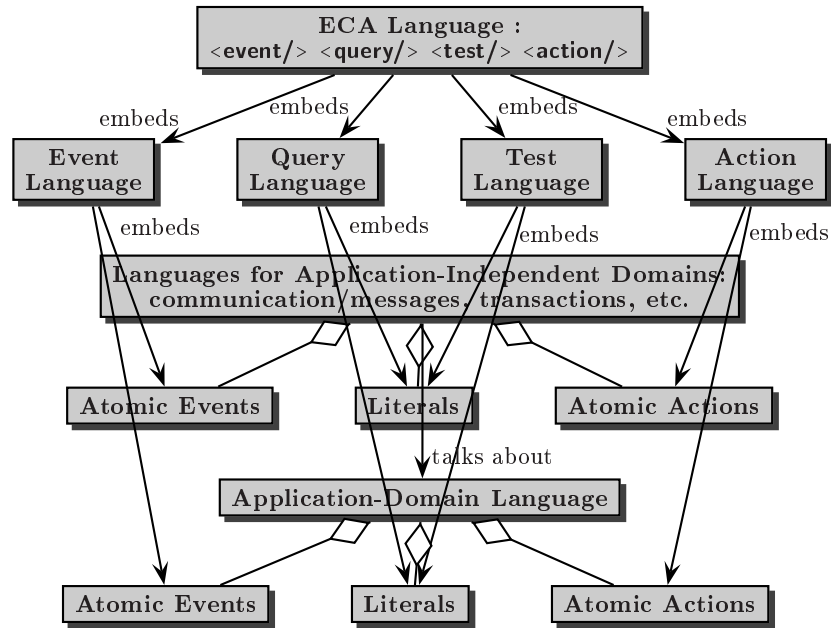 ECA Language :
<event/> <query/> <test/> <action/>
embeds
embeds
embeds
embeds
Event
Language
Query
Language
Test
Language
Action
Language
embeds
embeds
embeds
embeds
Languages for Application-Independent Domains:
communication/messages, transactions, etc.
Atomic Events
Literals
Atomic Actions
talks about
Application-Domain Language
Atomic Events
Literals
Atomic Actions